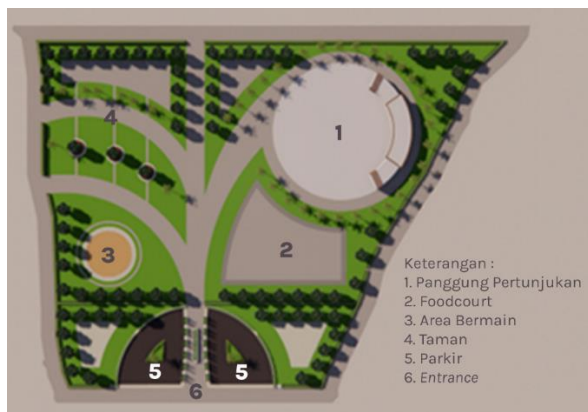 1
4
2
3
Keterangan :
1. Panggung Pertunjukan
2. Foodcourt
3. Area Bermain
4. Taman
5. Parkir
6. Entrance
5
5
6